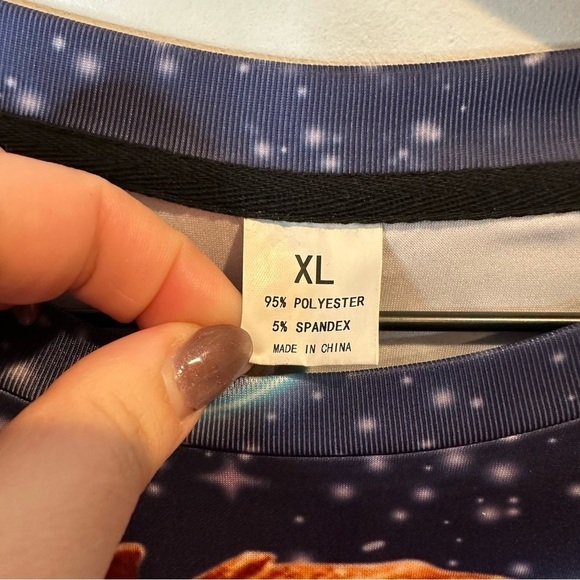 XL
95% POLYESTER
5% SPANDEX
MADE IN CHINA